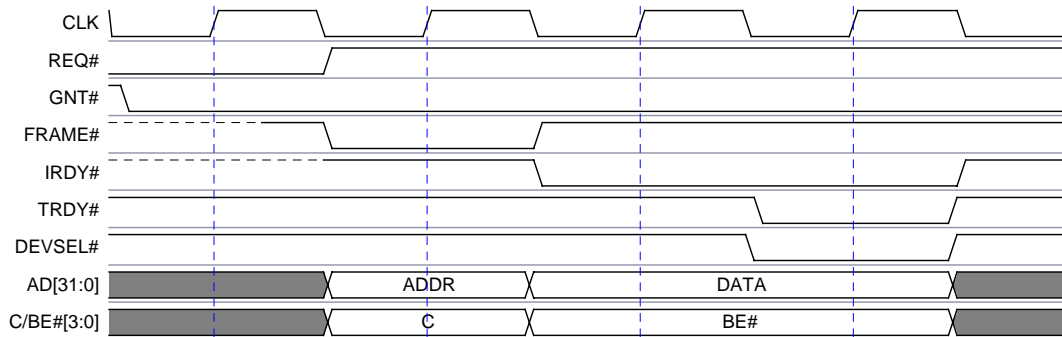 CLK
REQ#
GNT#
FRAME#
IRDY#
TRDY#
DEVSEL#
AD[31:0] ADDR DATA
C/BE#[3:0] C BE#